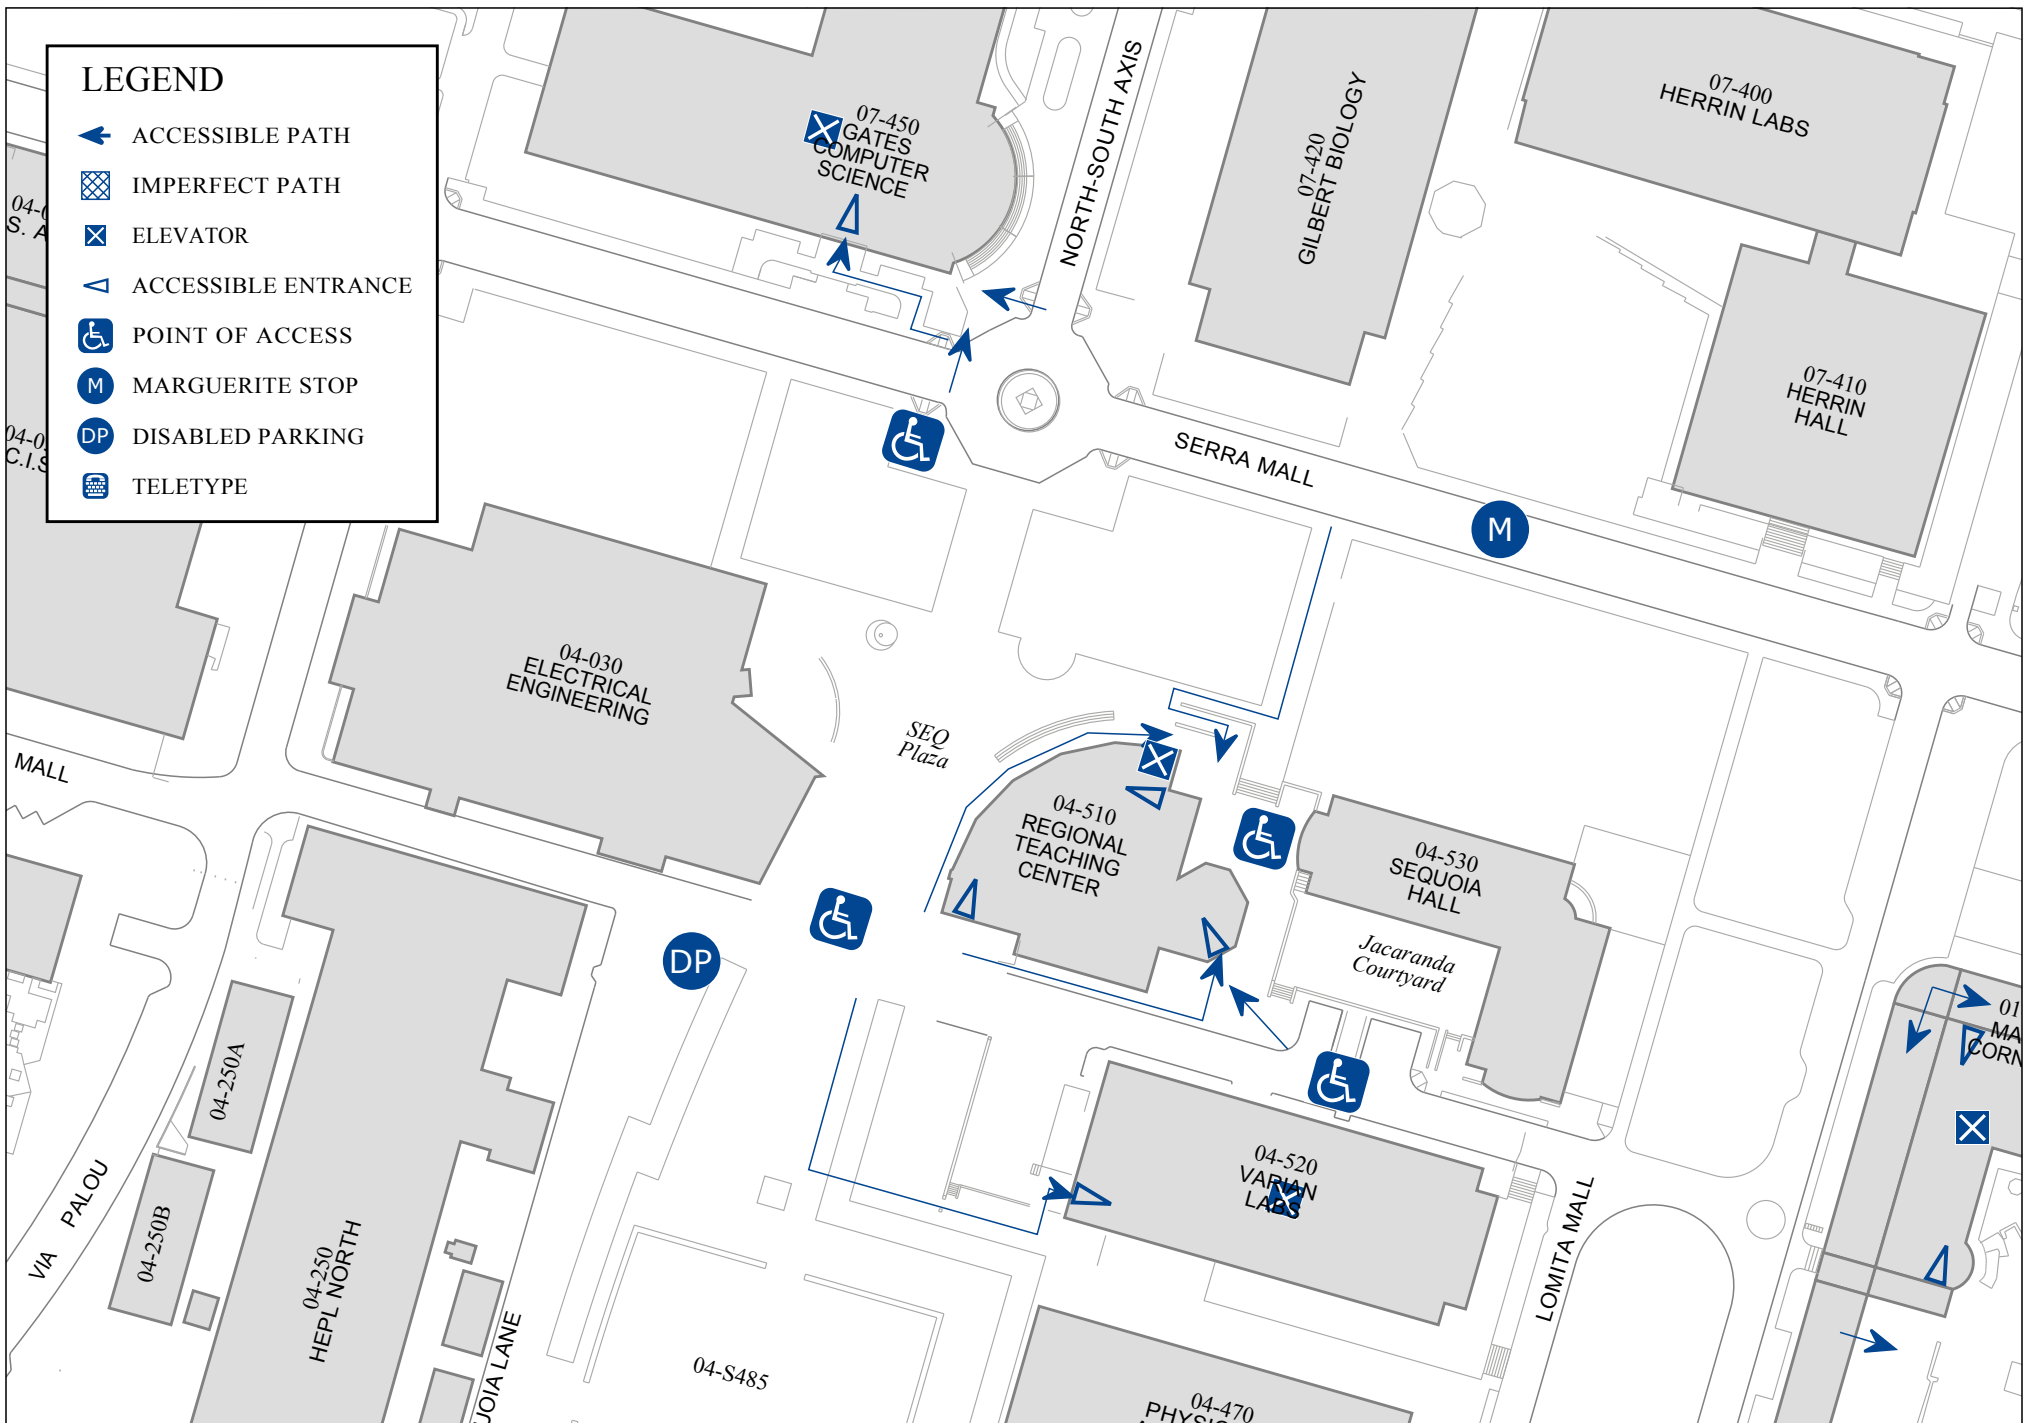 LEGEND
ACCESSIBLE PATH
IMPERFECT PATH
ELEVATOR
ACCESSIBLE ENTRANCE
POINT OF ACCESS
M
MARGUERITE STOP
DP
DISABLED PARKING
TELETYPE
07-450
GATES
COMPUTER
SCIENCE
NORTH-SOUTH AXIS
07-420
GILBERT BIOLOGY
07-400
HERRIN LABS
07-410
HERRIN
HALL
SERRA MALL
M
04-030
ELECTRICAL
ENGINEERING
SEQ
Plaza
MALL
04-510
REGIONAL
TEACHING
CENTER
04-530
SEQUOIA
HALL
Jacaranda
Courtyard
DP
04-250A
04-250B
VIA PALOU
04-250
HEPL NORTH
04-520
VARIAN
LABS
LOMITA MALL
04-S485
04-470